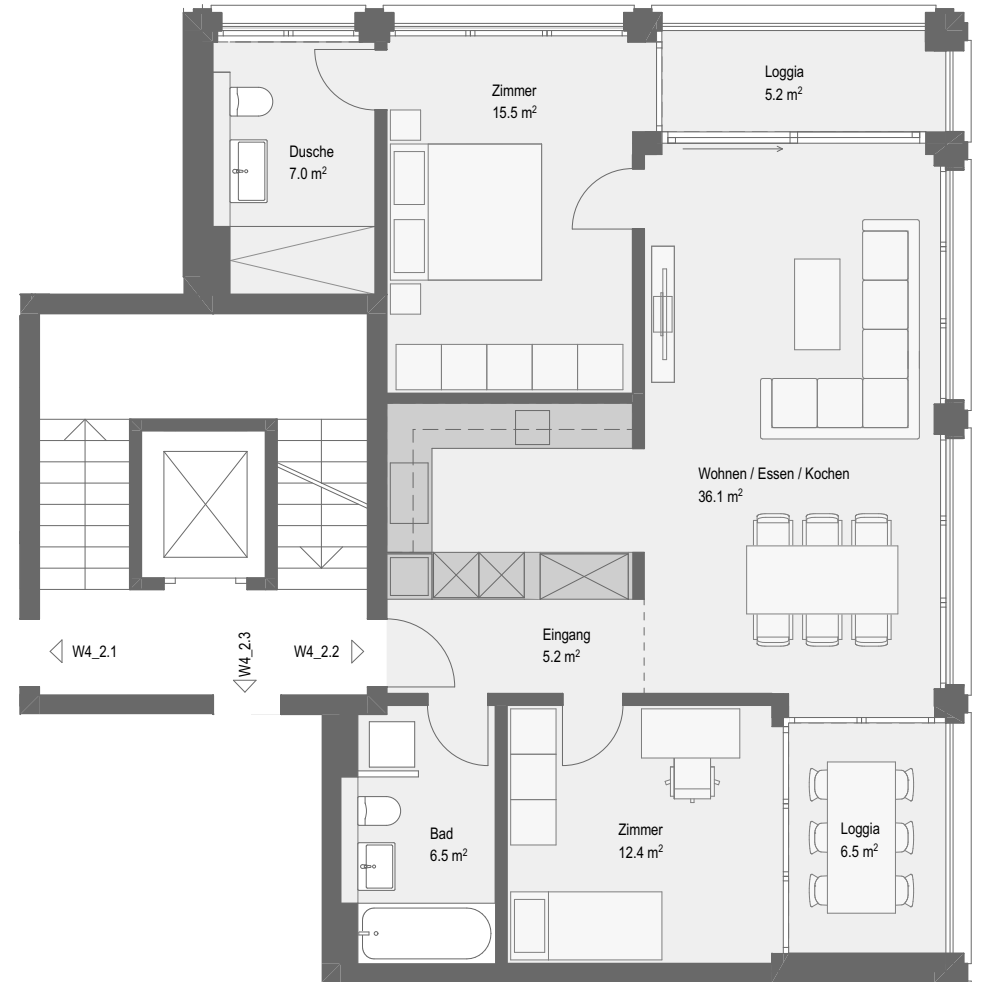 Loggia
5.2 m²
Zimmer
15.5 m²
Dusche
7.0 m²
Wohnen / Essen / Kochen
36.1 m²
Eingang
5.2 m²
W4_2.1
W4_2.3
W4_2.2
Bad
6.5 m²
Zimmer
12.4 m²
Loggia
6.5 m²